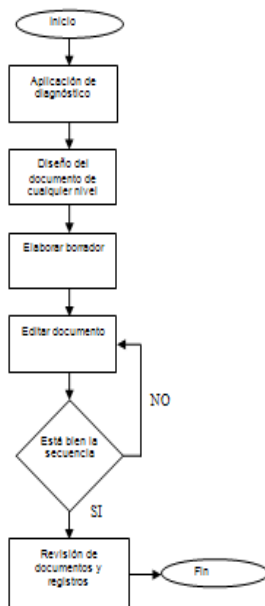 Inicio
Aplicación de
diagnóstico
Diseño del
documento de
cualquier nivel
Elaborar borrador
Editar documento
NO
Está bien la
secuencia
SI
Revisión de
documentos y
registros
Fin